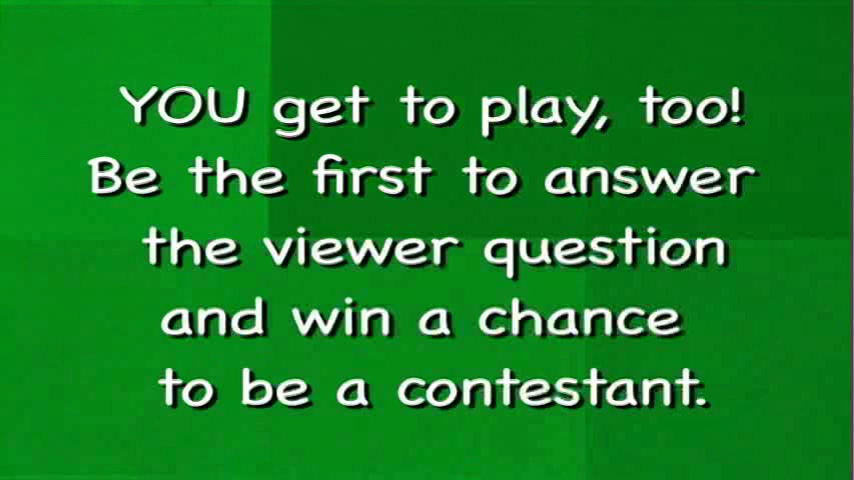 YOU get to play, too!
Be the first to answer
the viewer question
and win a chance
to be a contestant.